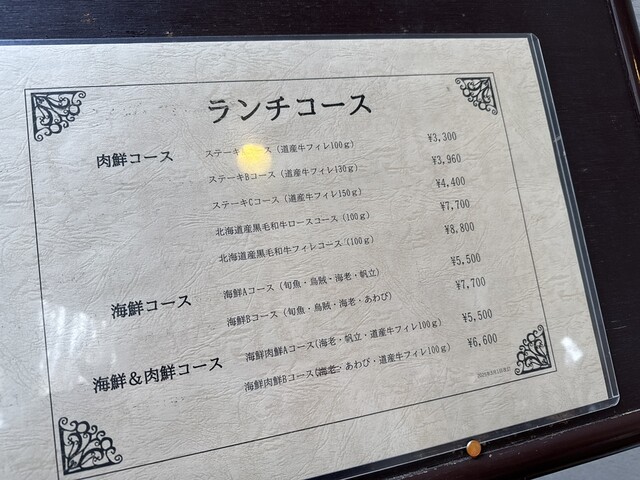 ランチコース
肉鮮コース
ステーキ ース（道産牛フィレ100g） ¥3,300
ステーキBコース（道産牛フィレ130g） ¥3,960
ステーキCコース（道産牛フィレ150g） ¥4,400
北海道産黒毛和牛ロースコース（100g） ¥7,700
北海道産黒毛和牛フィレコース（100g） ¥8,800
海鮮コース
海鮮Aコース（旬魚・烏賊・海老・帆立） ¥5,500
海鮮Bコース（旬魚・烏賊・海老・あわび） ¥7,700
海鮮＆肉鮮コース
海鮮肉鮮Aコース(海老・帆立・道産牛フィレ100g） ¥5,500
海鮮肉鮮Bコース(海老・あわび・道産牛フィレ100g） ¥6,600